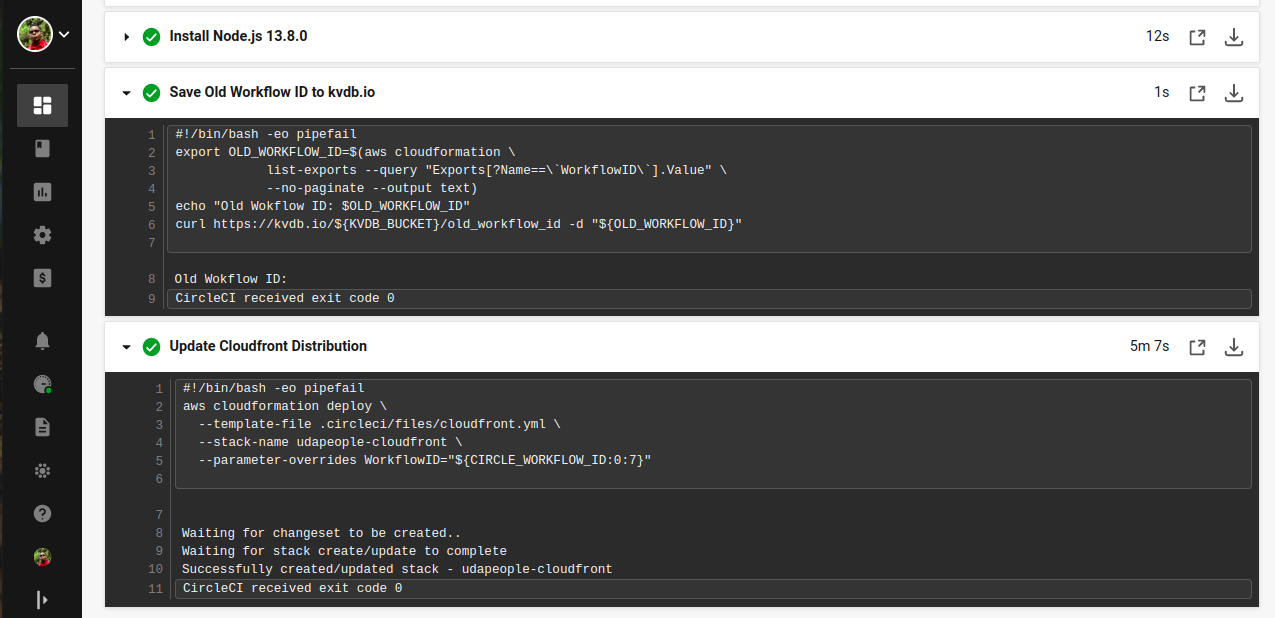 Install Node.js 13.8.0 12s
Save Old Workflow ID to kvdb.io 1s
1 #!/bin/bash -eo pipefail
2 export OLD_WORKFLOW_ID=$(aws cloudformation \
3 list-exports --query "Exports[?Name==\`WorkflowID\`].Value" \
4 --no-paginate --output text)
5 echo "Old Wokflow ID: $OLD_WORKFLOW_ID"
6 curl https://kvdb.io/${KVDB_BUCKET}/old_workflow_id -d "${OLD_WORKFLOW_ID}"
7
8 Old Wokflow ID:
9 CircleCI received exit code 0
Update Cloudfront Distribution 5m 7s
1 #!/bin/bash -eo pipefail
2 aws cloudformation deploy \
3 --template-file .circleci/files/cloudfront.yml \
4 --stack-name udapeople-cloudfront \
5 --parameter-overrides WorkflowID="${CIRCLE_WORKFLOW_ID:0:7}"
6
7
8 Waiting for changeset to be created..
9 Waiting for stack create/update to complete
10 Successfully created/updated stack - udapeople-cloudfront
11 CircleCI received exit code 0